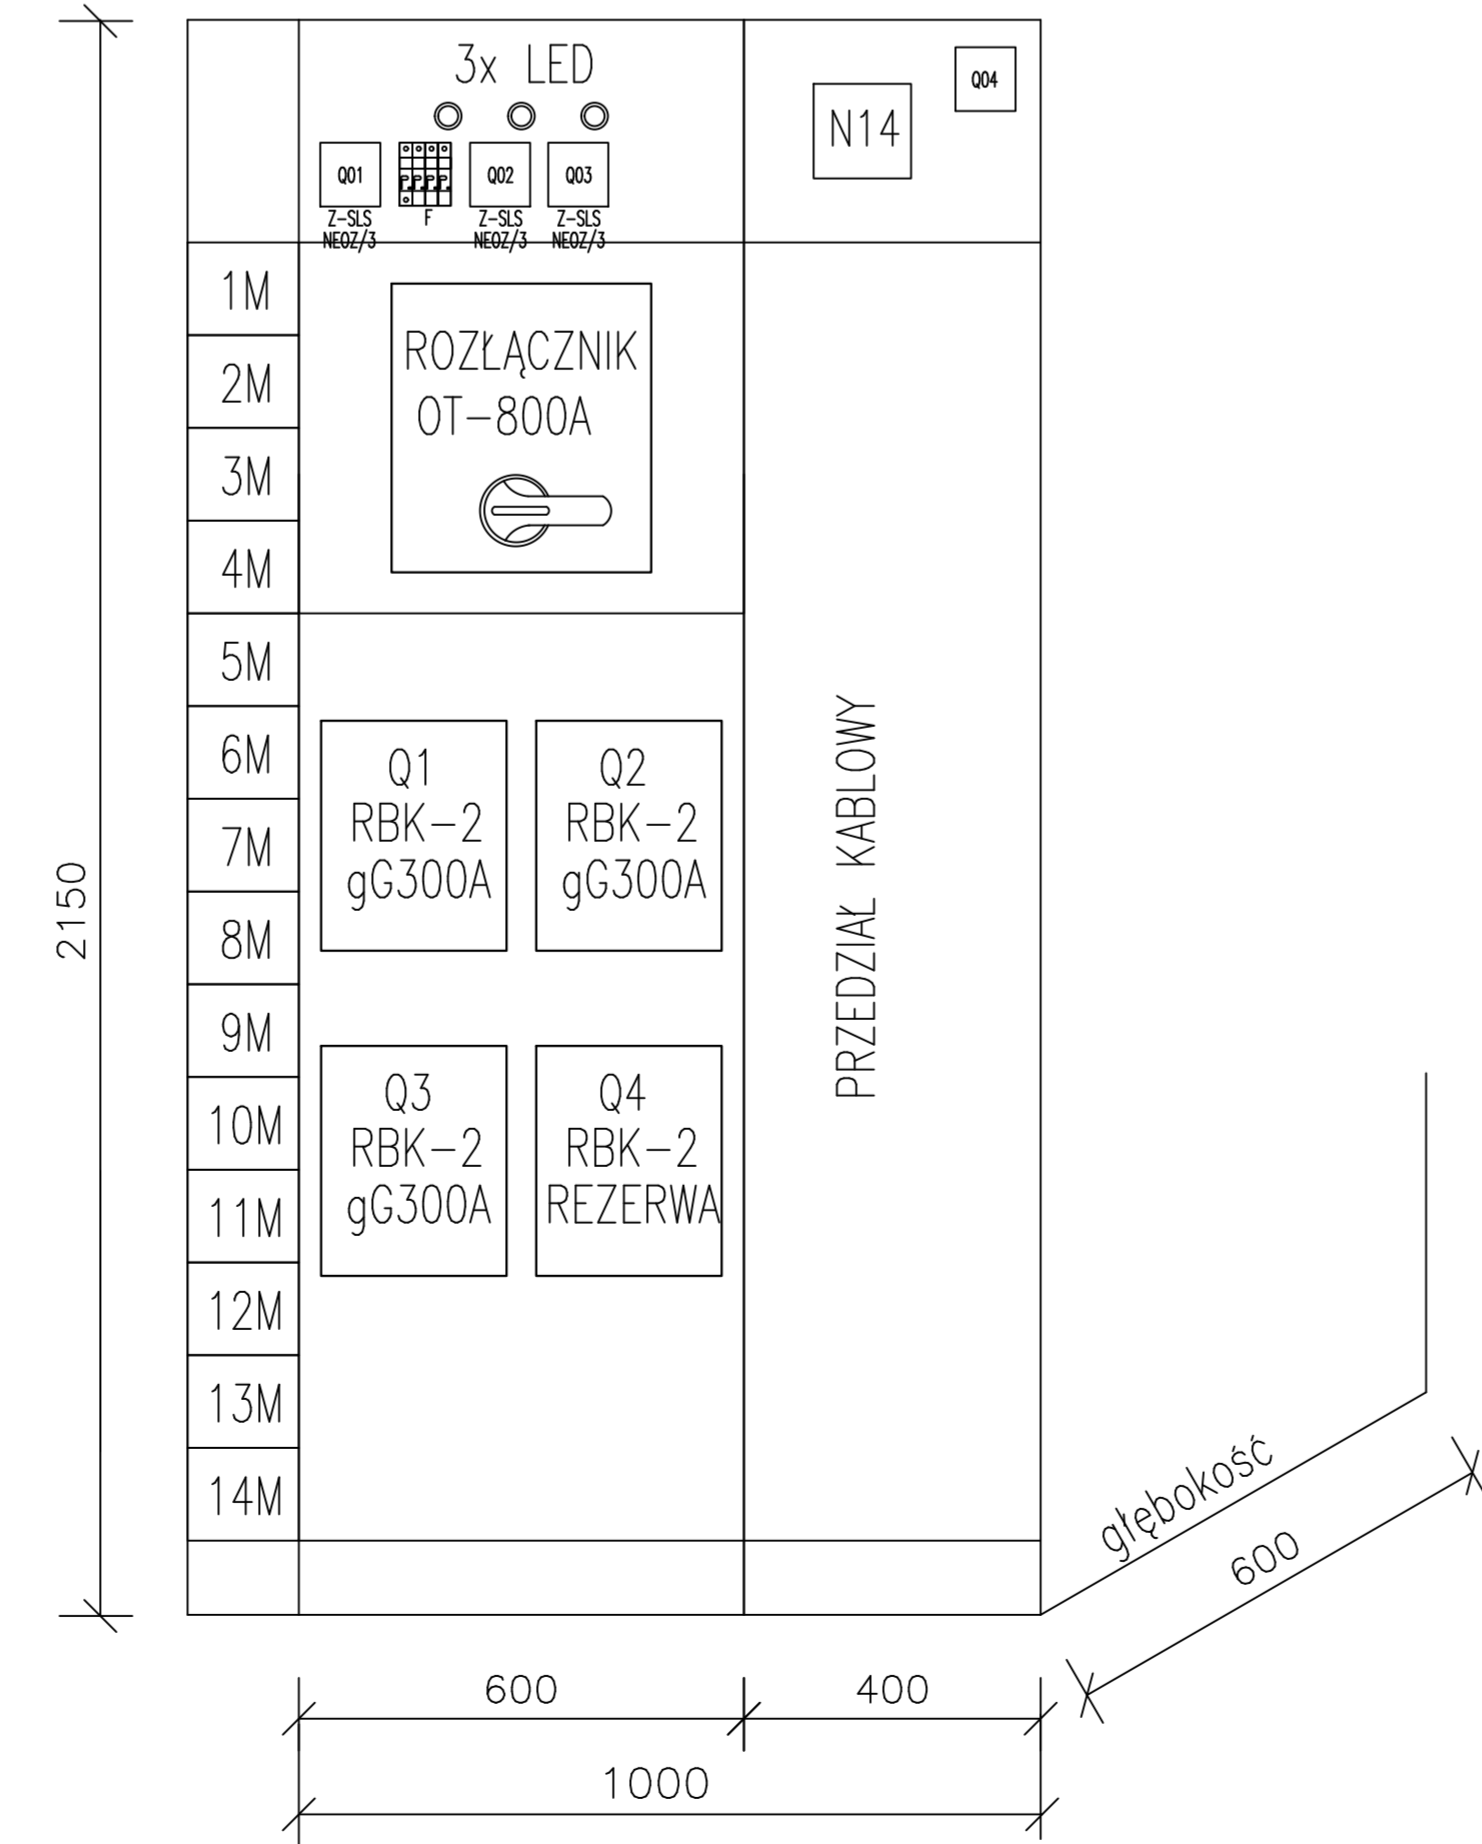 3x LED
Q04
N14
Q01
Q02
Q03
Z-SLS
NEOZ/3
F
Z-SLS
NEOZ/3
Z-SLS
NEOZ/3
1M
2M
3M
4M
5M
6M
7M
8M
9M
10M
11M
12M
13M
14M
ROZŁĄCZNIK
OT-800A
Q1
RBK-2
gG300A
Q2
RBK-2
gG300A
Q3
RBK-2
gG300A
Q4
RBK-2
REZERWA
PRZEDZIAŁ KABLOWY
2150
głębokość
600
600
400
1000